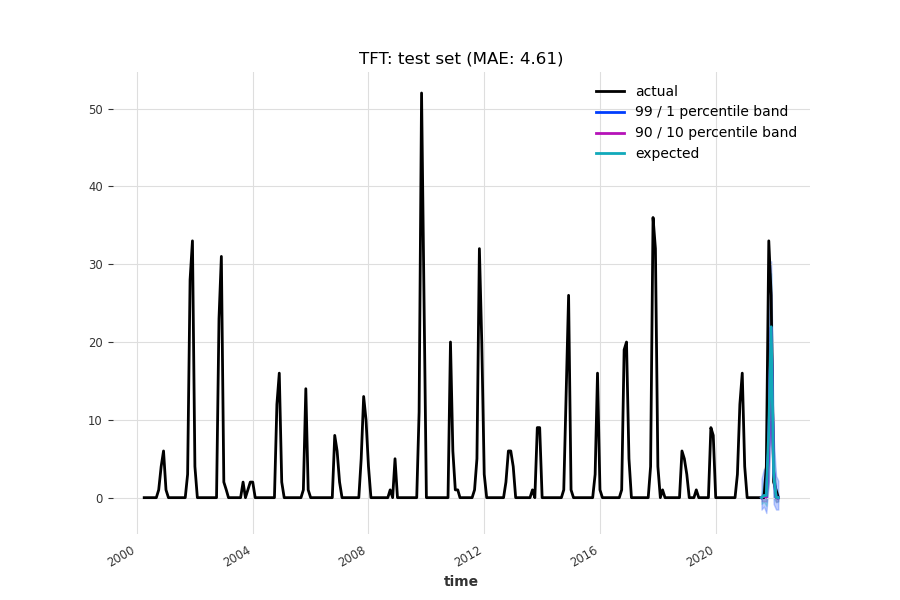 TFT: test set (MAE: 4.61)
actual
99 / 1 percentile band
90 / 10 percentile band
expected
50
40
30
20
10
0
2000
2004
2008
2012
2016
2020
time